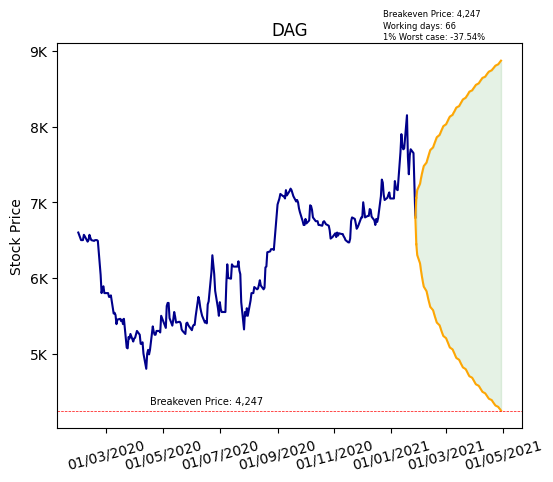 Breakeven Price: 4,247
Working days: 66
1% Worst case: -37.54%
DAG
9K
8K
7K
6K
5K
Stock Price
Breakeven Price: 4,247
01/03/2020
01/05/2020
01/07/2020
01/09/2020
01/11/2020
01/01/2021
01/03/2021
01/05/2021